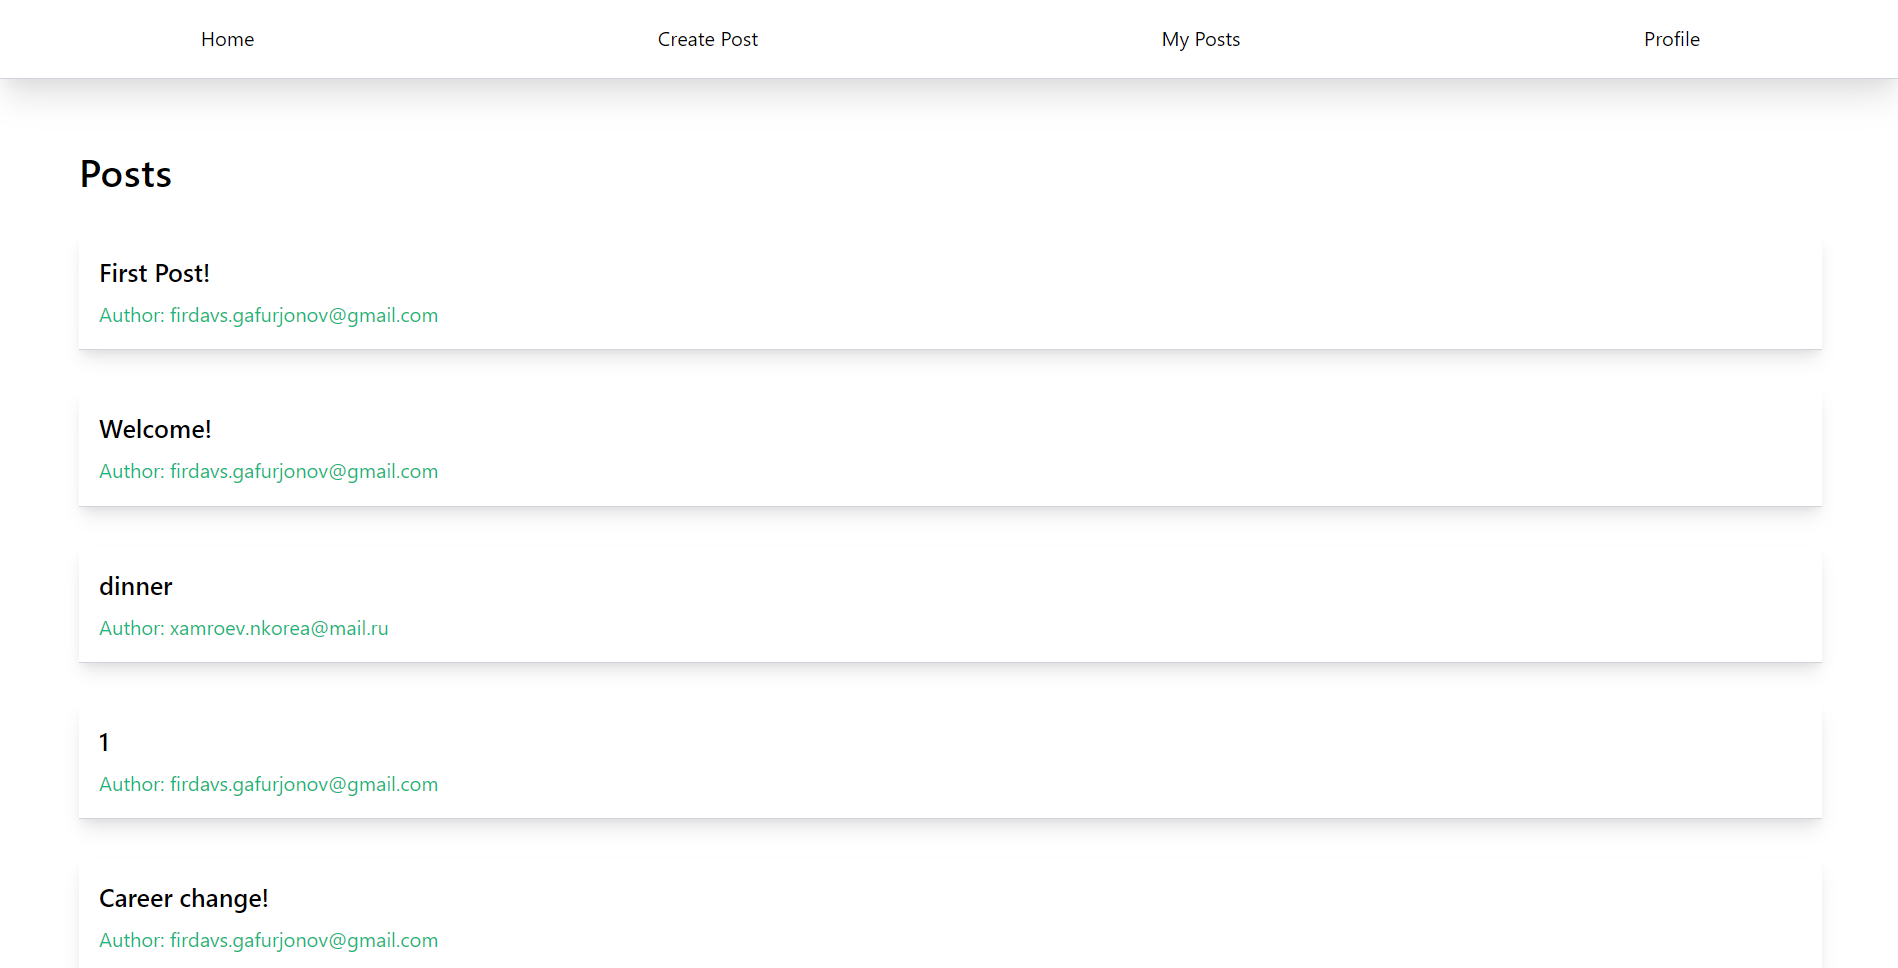 Home Create Post My Posts Profile
Posts
First Post!
Author: firdavs.gafurjonov@gmail.com
Welcome!
Author: firdavs.gafurjonov@gmail.com
dinner
Author: xamroev.nkorea@mail.ru
1
Author: firdavs.gafurjonov@gmail.com
Career change!
Author: firdavs.gafurjonov@gmail.com